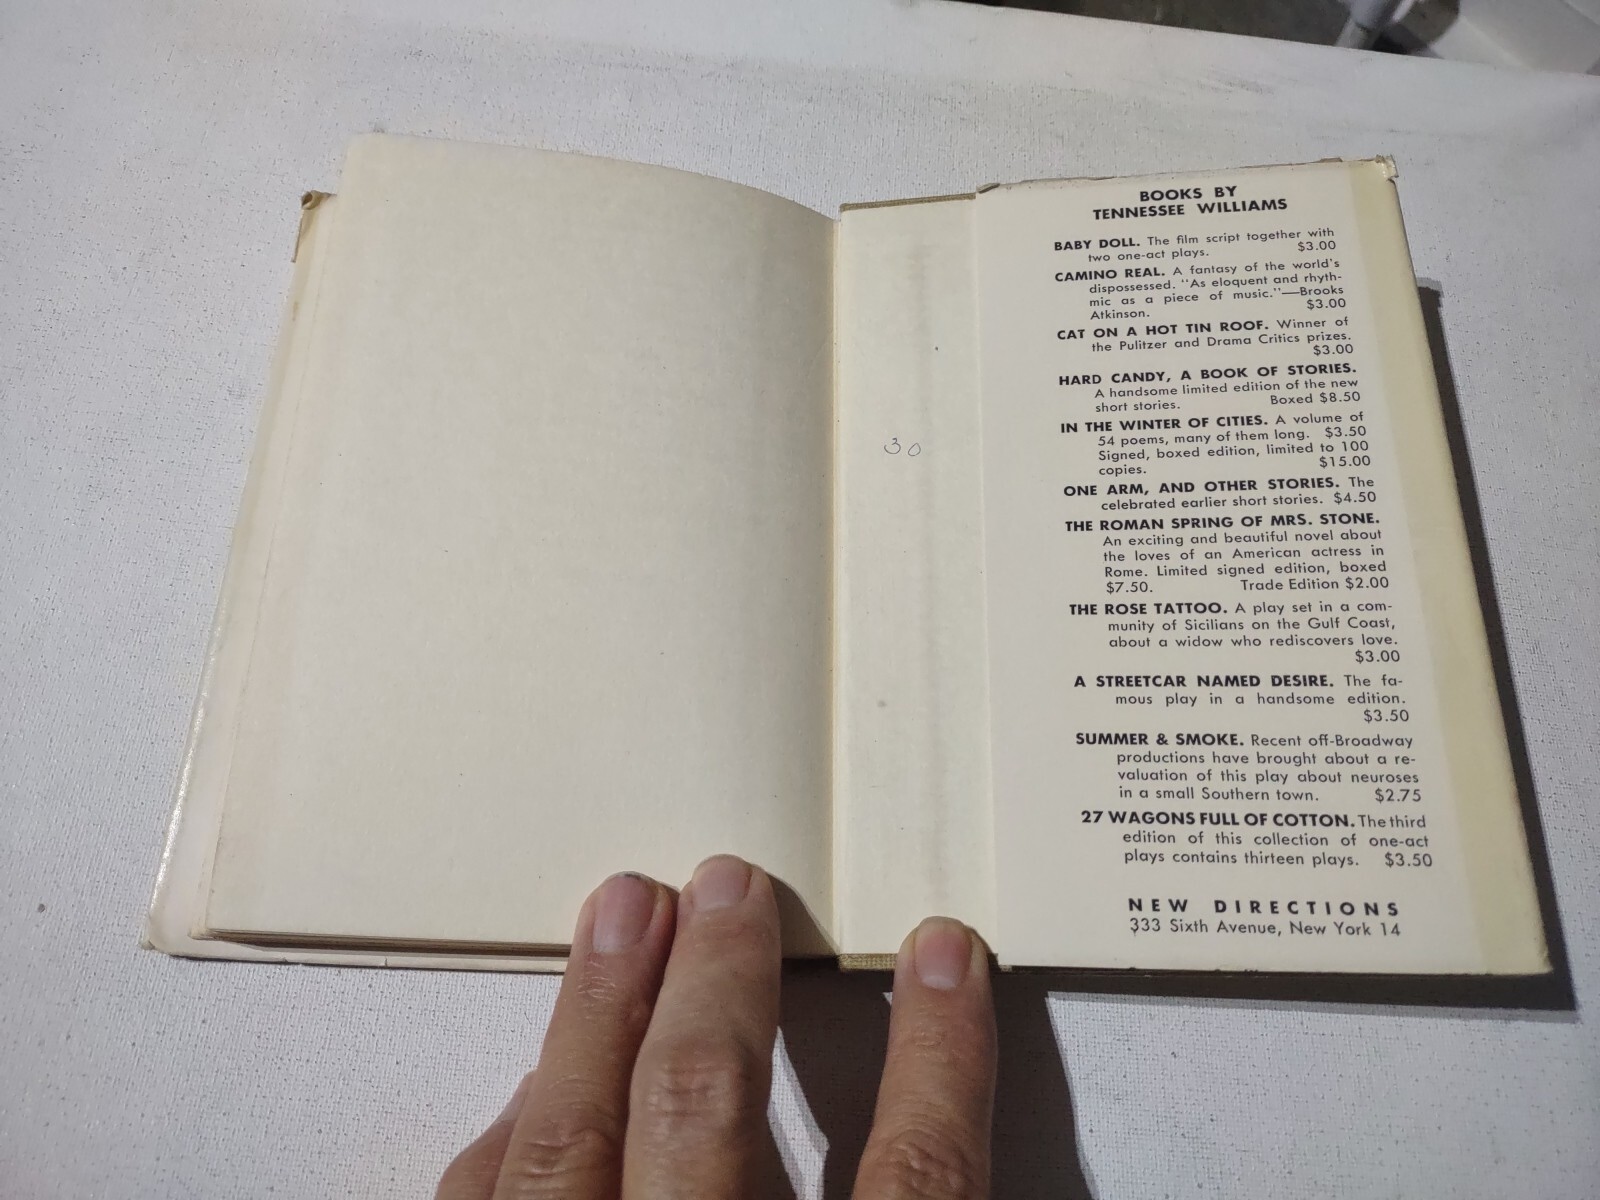 30
BOOKS BY
TENNESSEE WILLIAMS
BABY DOLL. The film script together with
two one-act plays. $3.00
CAMINO REAL. A fantasy of the world's
dispossessed. "As eloquent and rhyth-
mic as a piece of music."—Brooks
Atkinson. $3.00
CAT ON A HOT TIN ROOF. Winner of
the Pulitzer and Drama Critics prizes.
$3.00
HARD CANDY, A BOOK OF STORIES.
A handsome limited edition of the new
short stories. Boxed $8.50
IN THE WINTER OF CITIES. A volume of
54 poems, many of them long. $3.50
Signed, boxed edition, limited to 100
copies. $15.00
ONE ARM, AND OTHER STORIES. The
celebrated earlier short stories. $4.50
THE ROMAN SPRING OF MRS. STONE.
An exciting and beautiful novel about
the loves of an American actress in
Rome. Limited signed edition, boxed
$7.50. Trade Edition $2.00
THE ROSE TATTOO. A play set in a com-
munity of Sicilians on the Gulf Coast,
about a widow who rediscovers love.
$3.00
A STREETCAR NAMED DESIRE. The fa-
mous play in a handsome edition.
$3.50
SUMMER & SMOKE. Recent off-Broadway
productions have brought about a re-
valuation of this play about neuroses
in a small Southern town. $2.75
27 WAGONS FULL OF COTTON. The third
edition of this collection of one-act
plays contains thirteen plays. $3.50
NEW DIRECTIONS
333 Sixth Avenue, New York 14